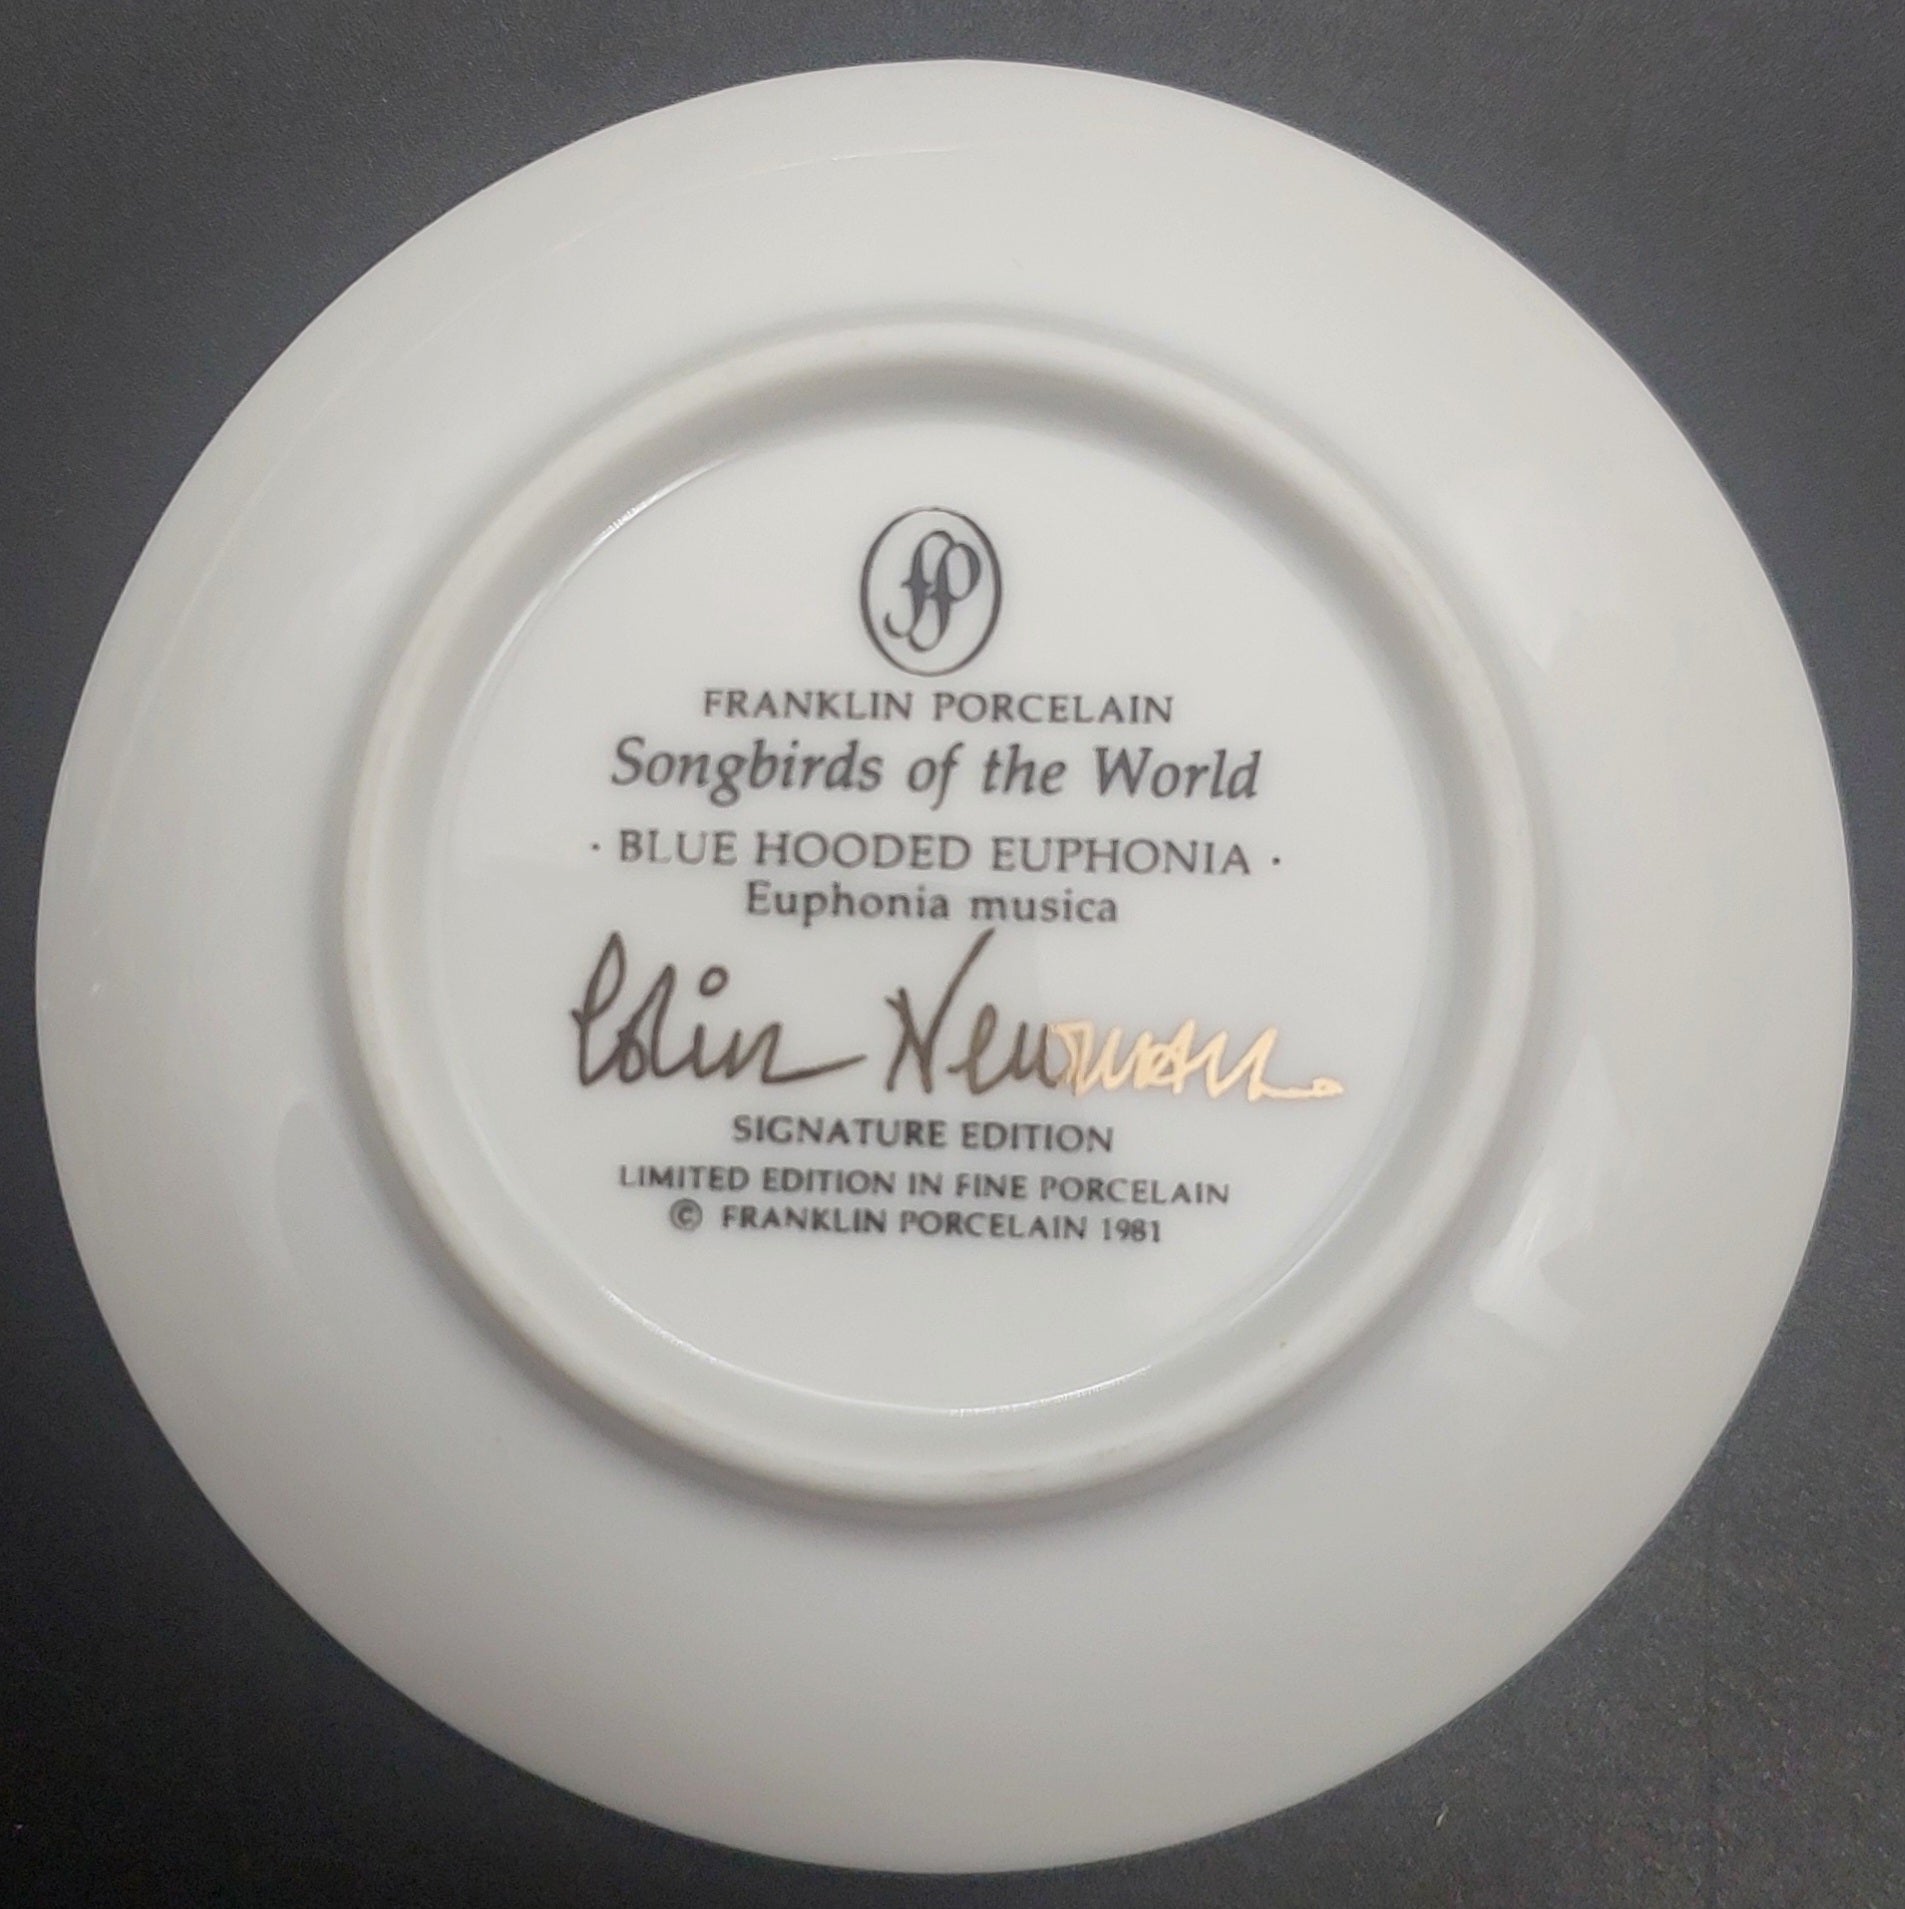 FP
FRANKLIN PORCELAIN
Songbirds of the World
· BLUE HOODED EUPHONIA ·
Euphonia musica
Colin Newman
SIGNATURE EDITION
LIMITED EDITION IN FINE PORCELAIN
© FRANKLIN PORCELAIN 1981